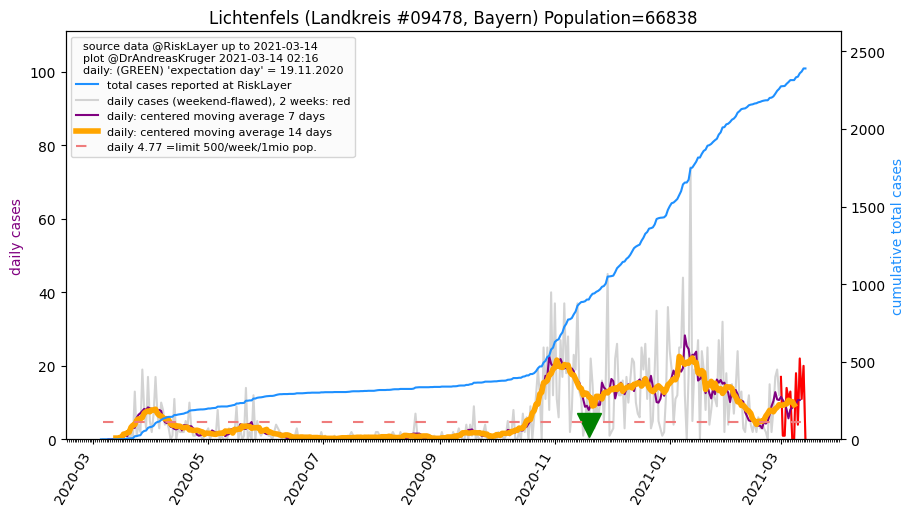 Lichtenfels (Landkreis #09478, Bayern) Population=66838
source data @RiskLayer up to 2021-03-14
plot @DrAndreasKruger 2021-03-14 02:16
daily: (GREEN) 'expectation day' = 19.11.2020
total cases reported at RiskLayer
daily cases (weekend-flawed), 2 weeks: red
daily: centered moving average 7 days
daily: centered moving average 14 days
daily 4.77 =limit 500/week/1mio pop.
daily cases
100
80
60
40
20
0
cumulative total cases
2500
2000
1500
1000
500
0
2020-03
2020-05
2020-07
2020-09
2020-11
2021-01
2021-03